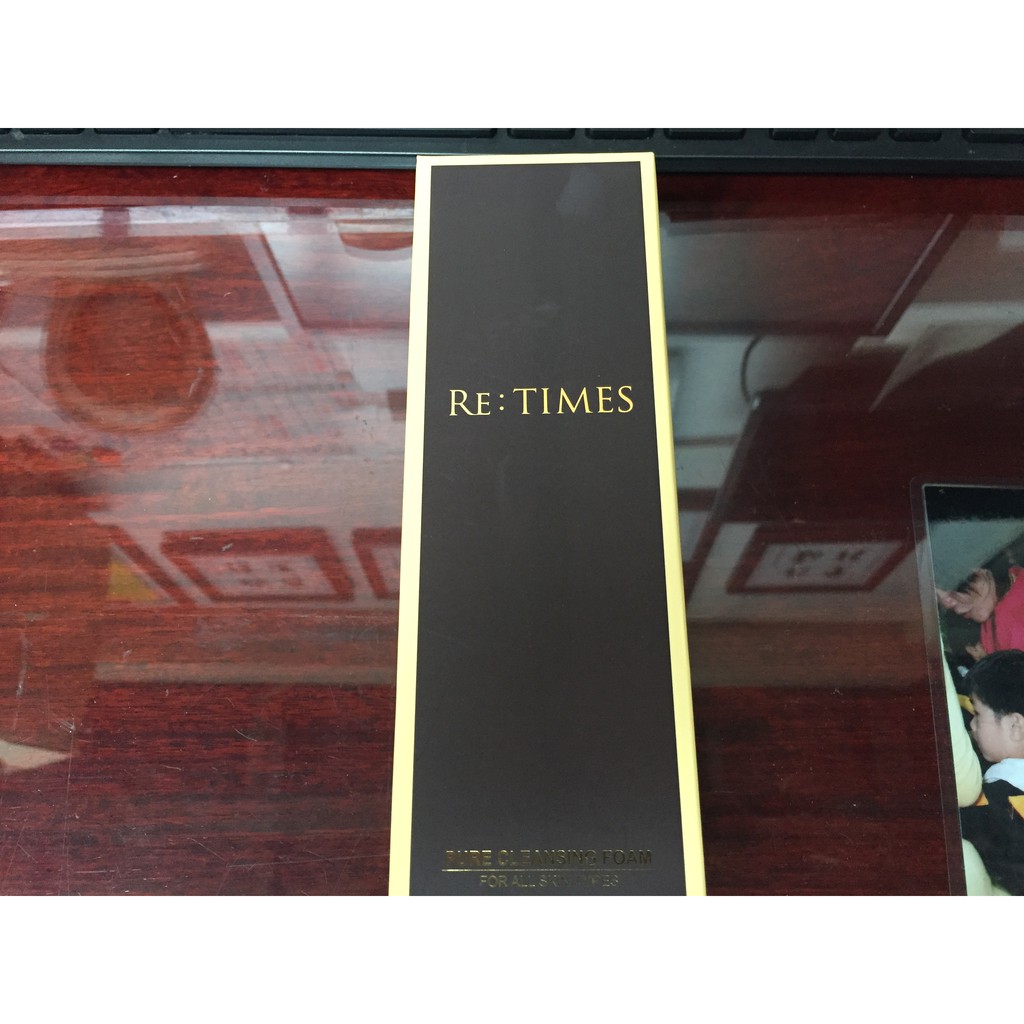 RE:TIMES
PURE CLEANSING FOAM
FOR ALL SKIN TYPES